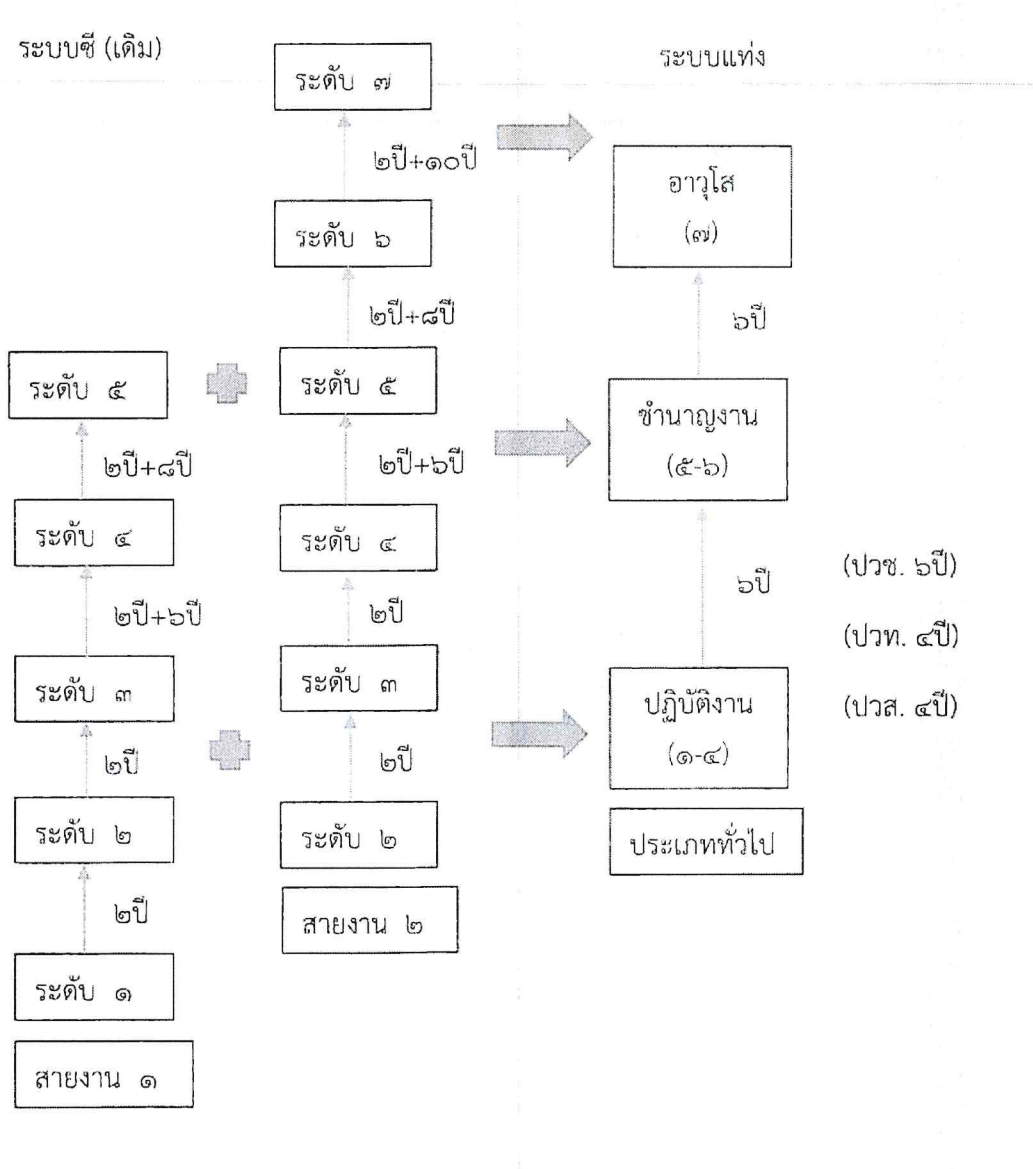 ระบบซี (เดิม)
ระบบแท่ง
ระดับ ๗
๒ปี+๑๐ปี
อาวุโส
(๗)
ระดับ ๖
๒ปี+๘ปี
๖ปี
ระดับ ๕
ระดับ ๕
ชำนาญงาน
(๕-๖)
๒ปี+๘ปี
๒ปี+๖ปี
ระดับ ๔
ระดับ ๔
๖ปี
(ปวช. ๖ปี)
๒ปี+๖ปี
๒ปี
(ปวท. ๔ปี)
ระดับ ๓
ระดับ ๓
ปฏิบัติงาน
(๑-๔)
(ปวส. ๔ปี)
๒ปี
๒ปี
ระดับ ๒
ระดับ ๒
ประเภททั่วไป
๒ปี
สายงาน ๒
ระดับ ๑
สายงาน ๑